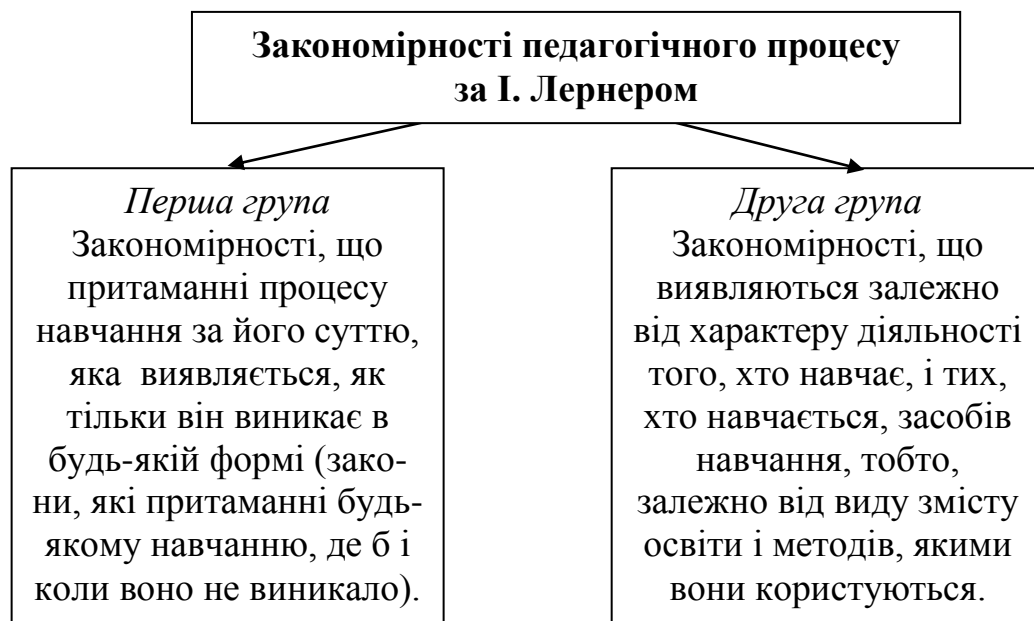 Закономірності педагогічного процесу
за І. Лернером
Перша група
Закономірності, що
притаманні процесу
навчання за його суттю,
яка виявляється, як
тільки він виникає в
будь-якій формі (зако-
ни, які притаманні будь-
якому навчанню, де б і
коли воно не виникало).
Друга група
Закономірності, що
виявляються залежно
від характеру діяльності
того, хто навчає, і тих,
хто навчається, засобів
навчання, тобто,
залежно від виду змісту
освіти і методів, якими
вони користуються.